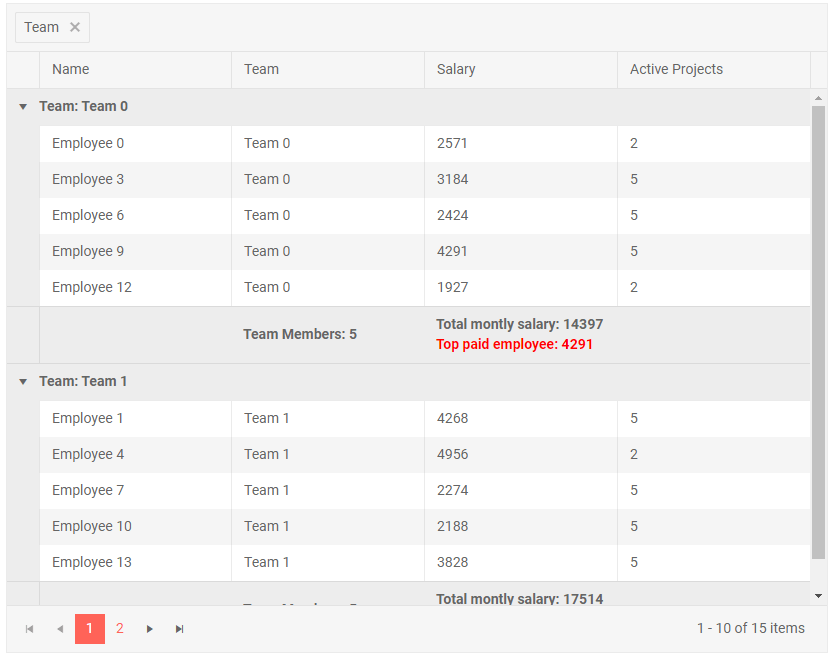 Team ✕
Name Team Salary Active Projects
Team: Team 0
Employee 0 Team 0 2571 2
Employee 3 Team 0 3184 5
Employee 6 Team 0 2424 5
Employee 9 Team 0 4291 5
Employee 12 Team 0 1927 2
Team Members: 5 Total montly salary: 14397
Top paid employee: 4291
Team: Team 1
Employee 1 Team 1 4268 5
Employee 4 Team 1 4956 2
Employee 7 Team 1 2274 5
Employee 10 Team 1 2188 5
Employee 13 Team 1 3828 5
Total montly salary: 17514
1 2 1 - 10 of 15 items